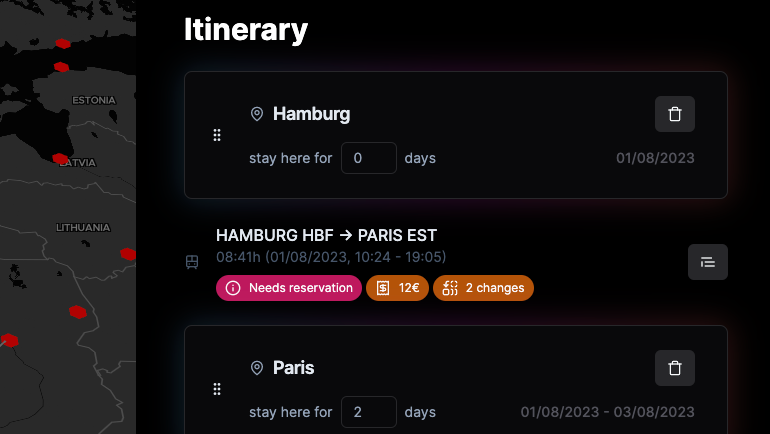 Itinerary
ESTONIA
LATVIA
LITHUANIA
Hamburg
stay here for 0 days
01/08/2023
HAMBURG HBF → PARIS EST
08:41h (01/08/2023, 10:24 - 19:05)
Needs reservation
12€
2 changes
Paris
stay here for 2 days
01/08/2023 - 03/08/2023